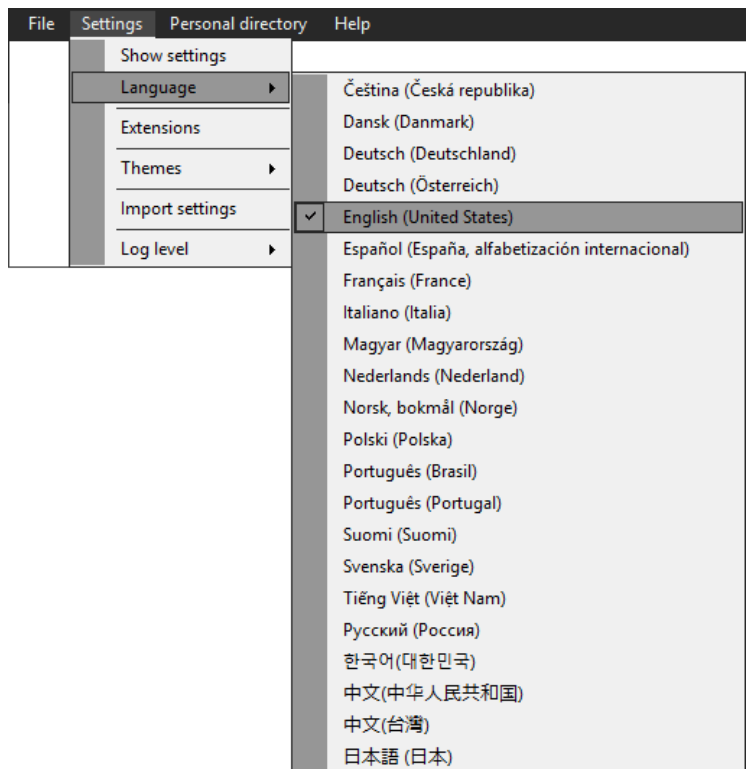 File Settings Personal directory Help
Show settings
Language
Extensions
Themes
Import settings
Log level
Čeština (Česká republika)
Dansk (Danmark)
Deutsch (Deutschland)
Deutsch (Österreich)
English (United States)
Español (España, alfabetización internacional)
Français (France)
Italiano (Italia)
Magyar (Magyarország)
Nederlands (Nederland)
Norsk, bokmål (Norge)
Polski (Polska)
Português (Brasil)
Português (Portugal)
Suomi (Suomi)
Svenska (Sverige)
Tiếng Việt (Việt Nam)
Русский (Россия)
한국어(대한민국)
中文(中华人民共和国)
中文(台灣)
日本語 (日本)